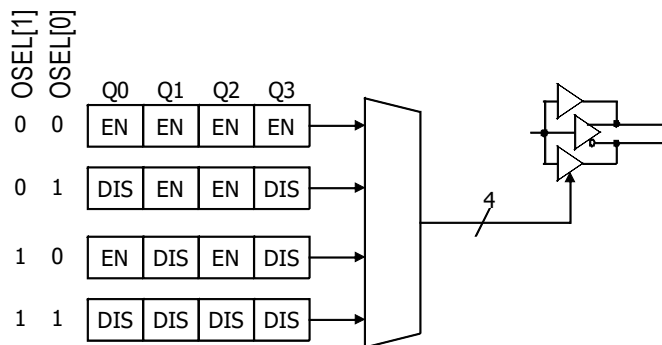 OSEL[1] OSEL[0]
Q0 Q1 Q2 Q3
0 0 EN EN EN EN
0 1 DIS EN EN DIS
4
1 0 EN DIS EN DIS
1 1 DIS DIS DIS DIS